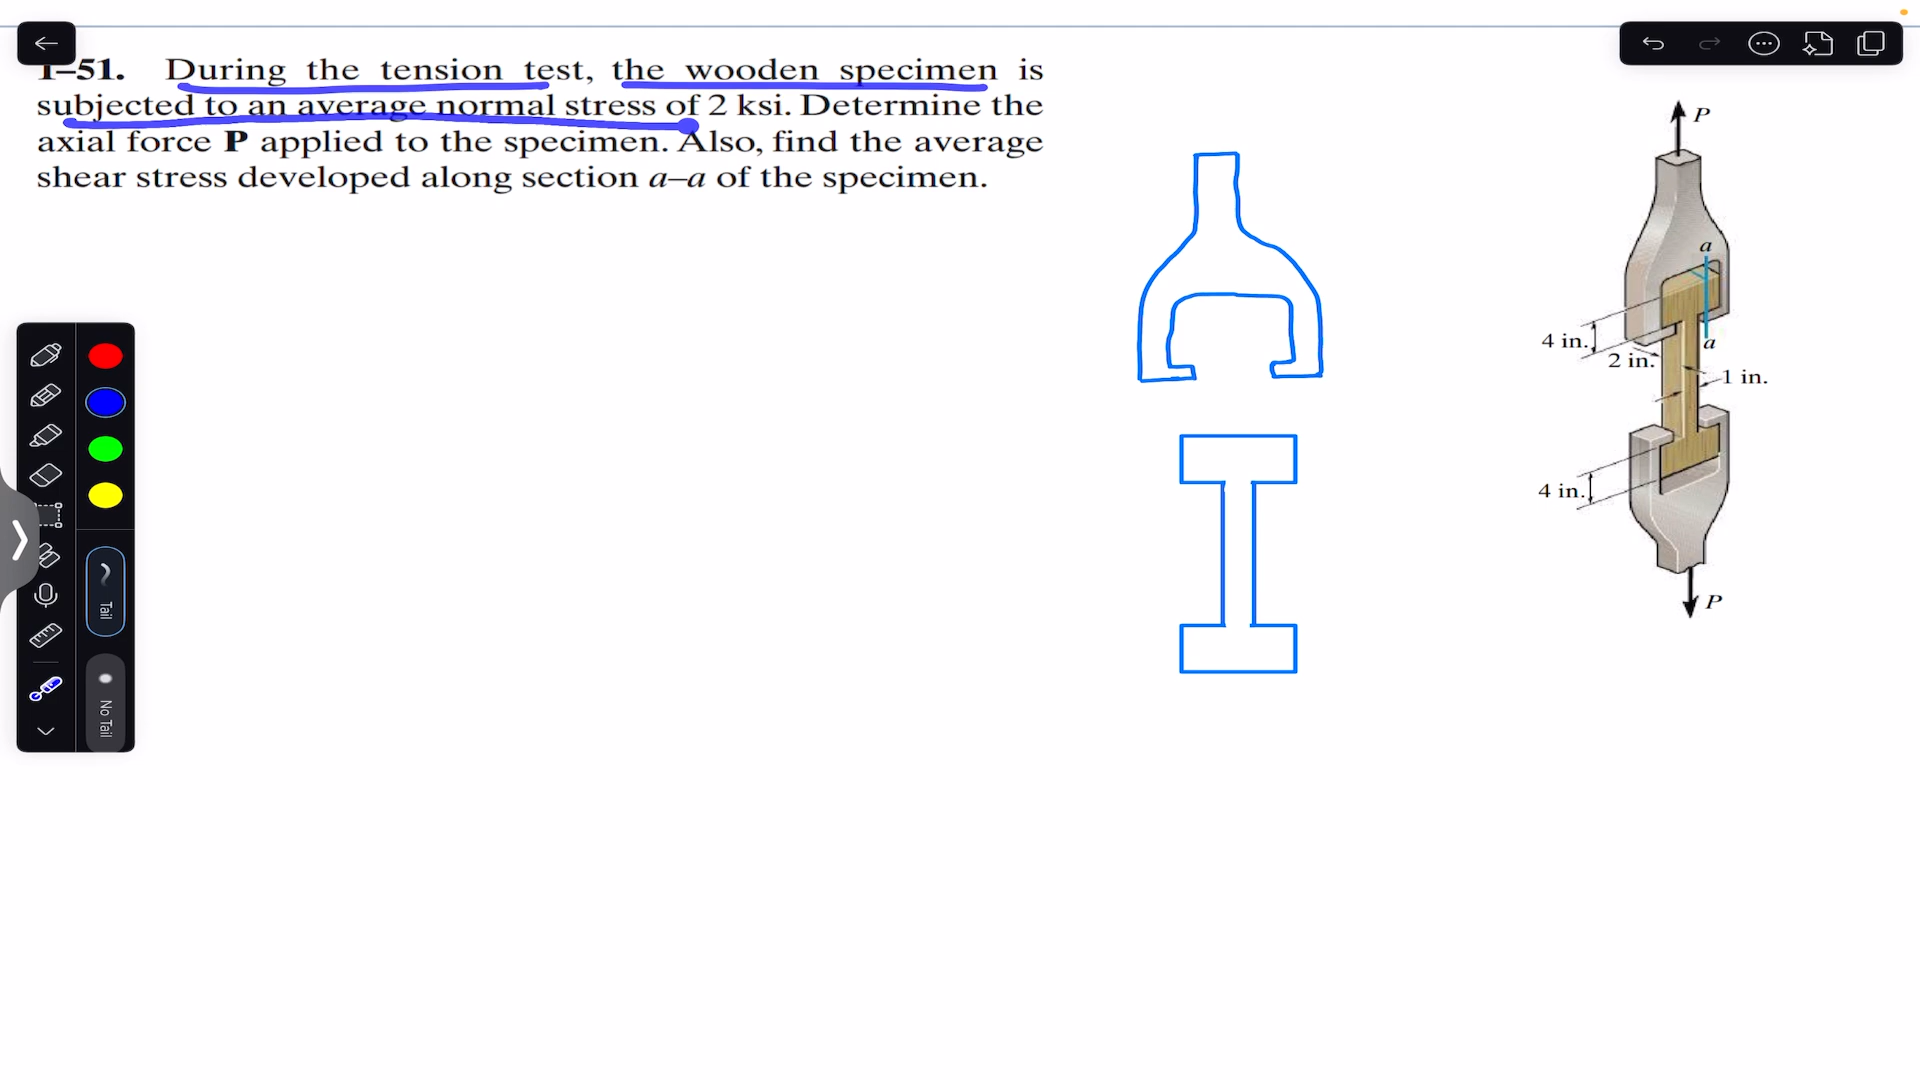 1–51. During the tension test, the wooden specimen is
subjected to an average normal stress of 2 ksi. Determine the
axial force P applied to the specimen. Also, find the average
shear stress developed along section a–a of the specimen.
P
a
4 in.
a
2 in.
1 in.
4 in.
P
Tail
No Tail